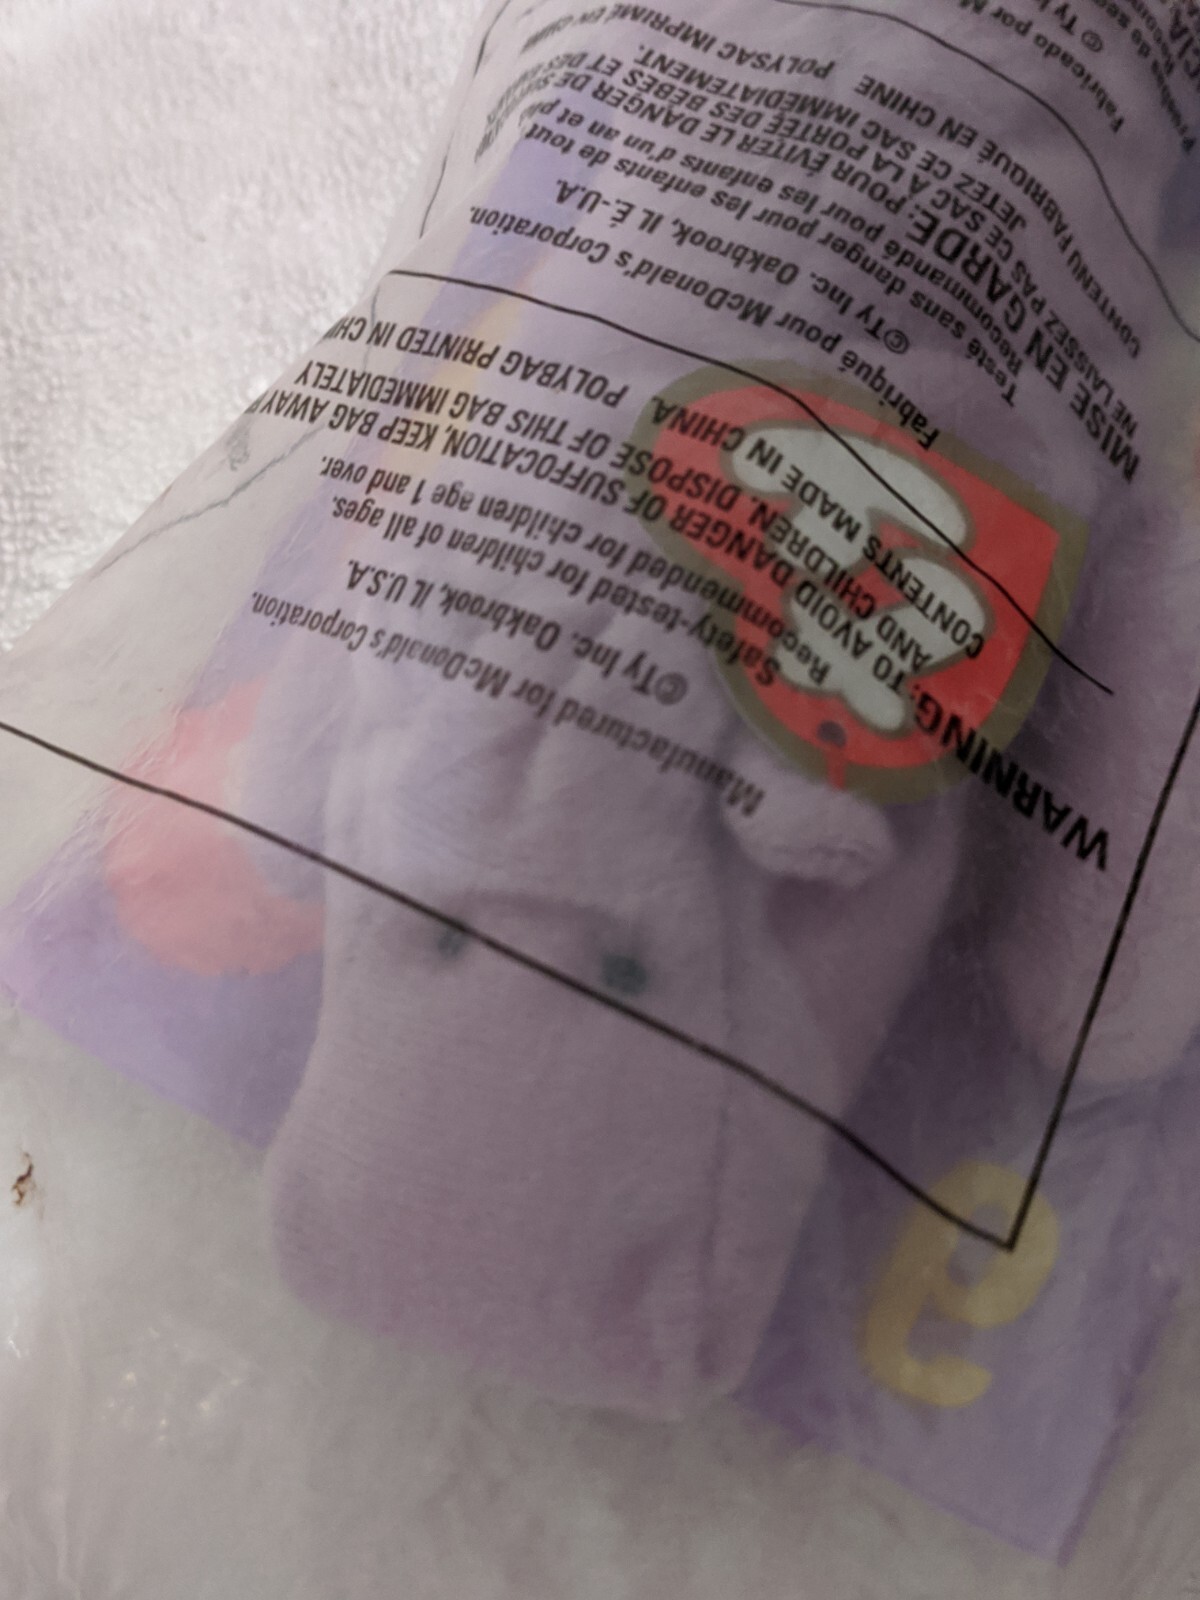 WARNING: TO AVOID DANGER OF SUFFOCATION, KEEP BAG AWAY
AND CHILDREN. DISPOSE OF THIS BAG IMMEDIATELY
CONTENTS MADE IN CHINA. POLYBAG PRINTED IN
Manufactured for McDonald's Corporation.
©Ty Inc. Oakbrook, IL U.S.A.
Safety-tested for children of all ages.
Recommended for children age 1 and over.
MISE EN GARDE: POUR ÉVITER LE DANGER DE
NE LAISSEZ PAS CE SAC À LA PORTÉE DES BÉBÉS ET DES
JETEZ CE SAC IMMÉDIATEMENT.
CONTENU FABRIQUÉ EN CHINE POLYSAC IMPRIMÉ EN
Fabriqué pour McDonald's Corporation.
©Ty Inc. Oakbrook, IL É.-U.A.
Testé sans danger pour les enfants de tout
Recommandé pour les enfants d'un an et
Fabricado por
©Ty
ty
9